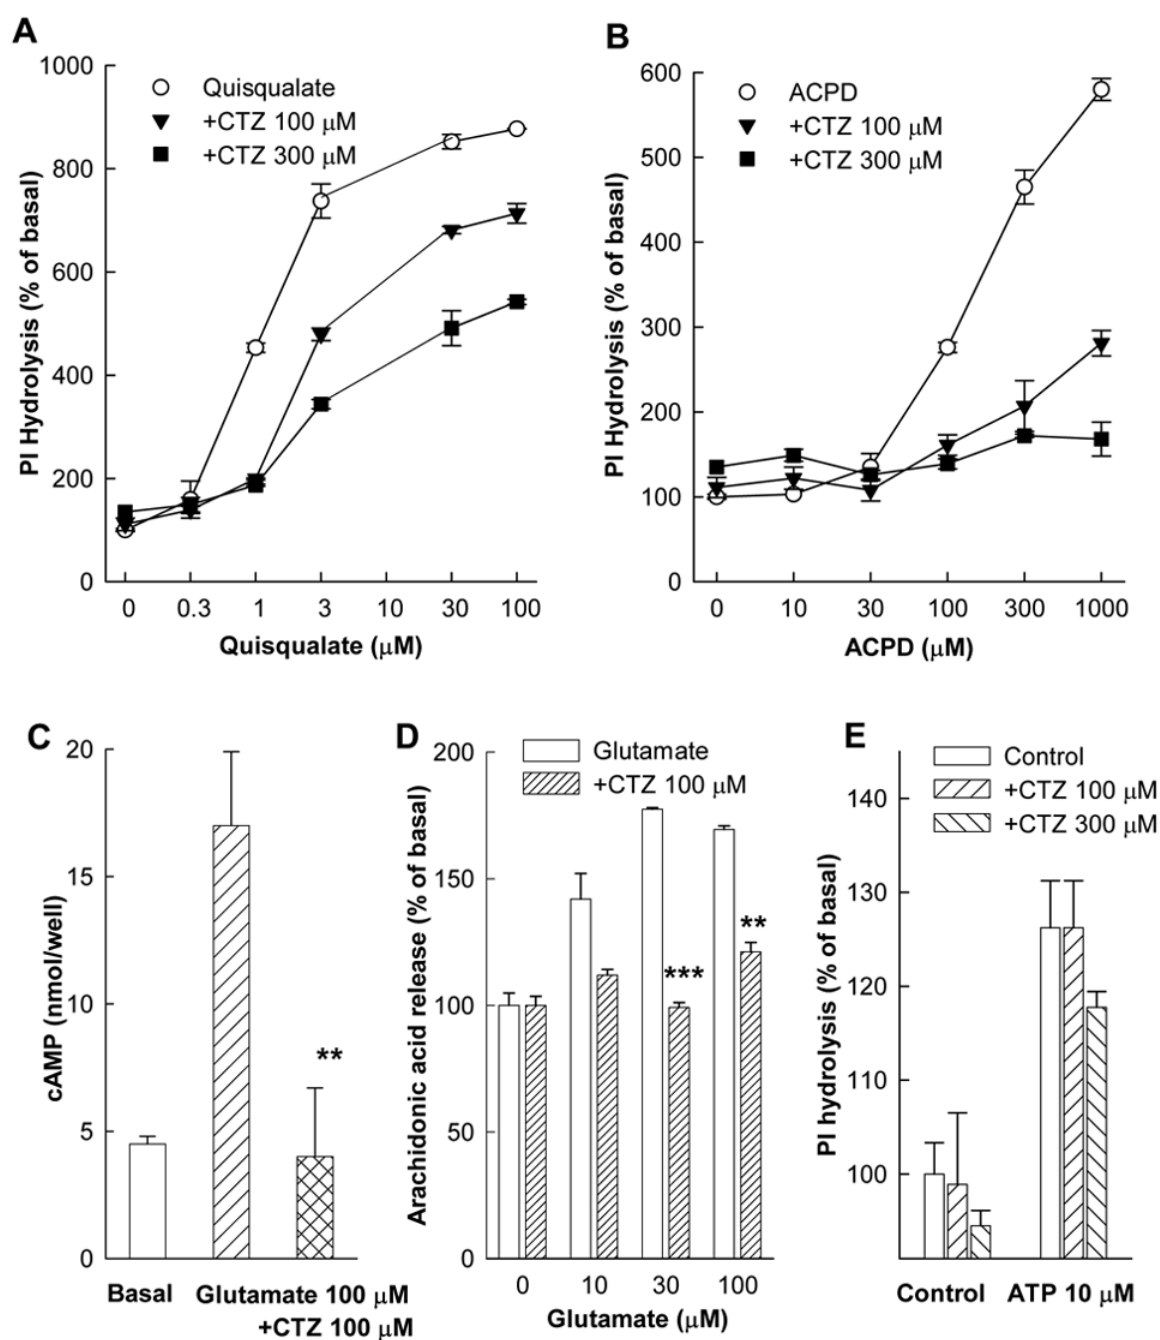 A
1000
800
600
400
200
0
PI Hydrolysis (% of basal)
Quisqualate
+CTZ 100 μM
+CTZ 300 μM
0 0.3 1 3 10 30 100
Quisqualate (μM)
B
600
500
400
300
200
100
0
PI Hydrolysis (% of basal)
ACPD
+CTZ 100 μM
+CTZ 300 μM
0 10 30 100 300 1000
ACPD (μM)
C
20
15
10
5
0
cAMP (nmol/well)
**
Basal Glutamate 100 μM
+CTZ 100 μM
D
200
150
100
50
0
Arachidonic acid release (% of basal)
Glutamate
+CTZ 100 μM
***
**
0 10 30 100
Glutamate (μM)
E
140
130
120
110
100
PI hydrolysis (% of basal)
Control
+CTZ 100 μM
+CTZ 300 μM
Control ATP 10 μM